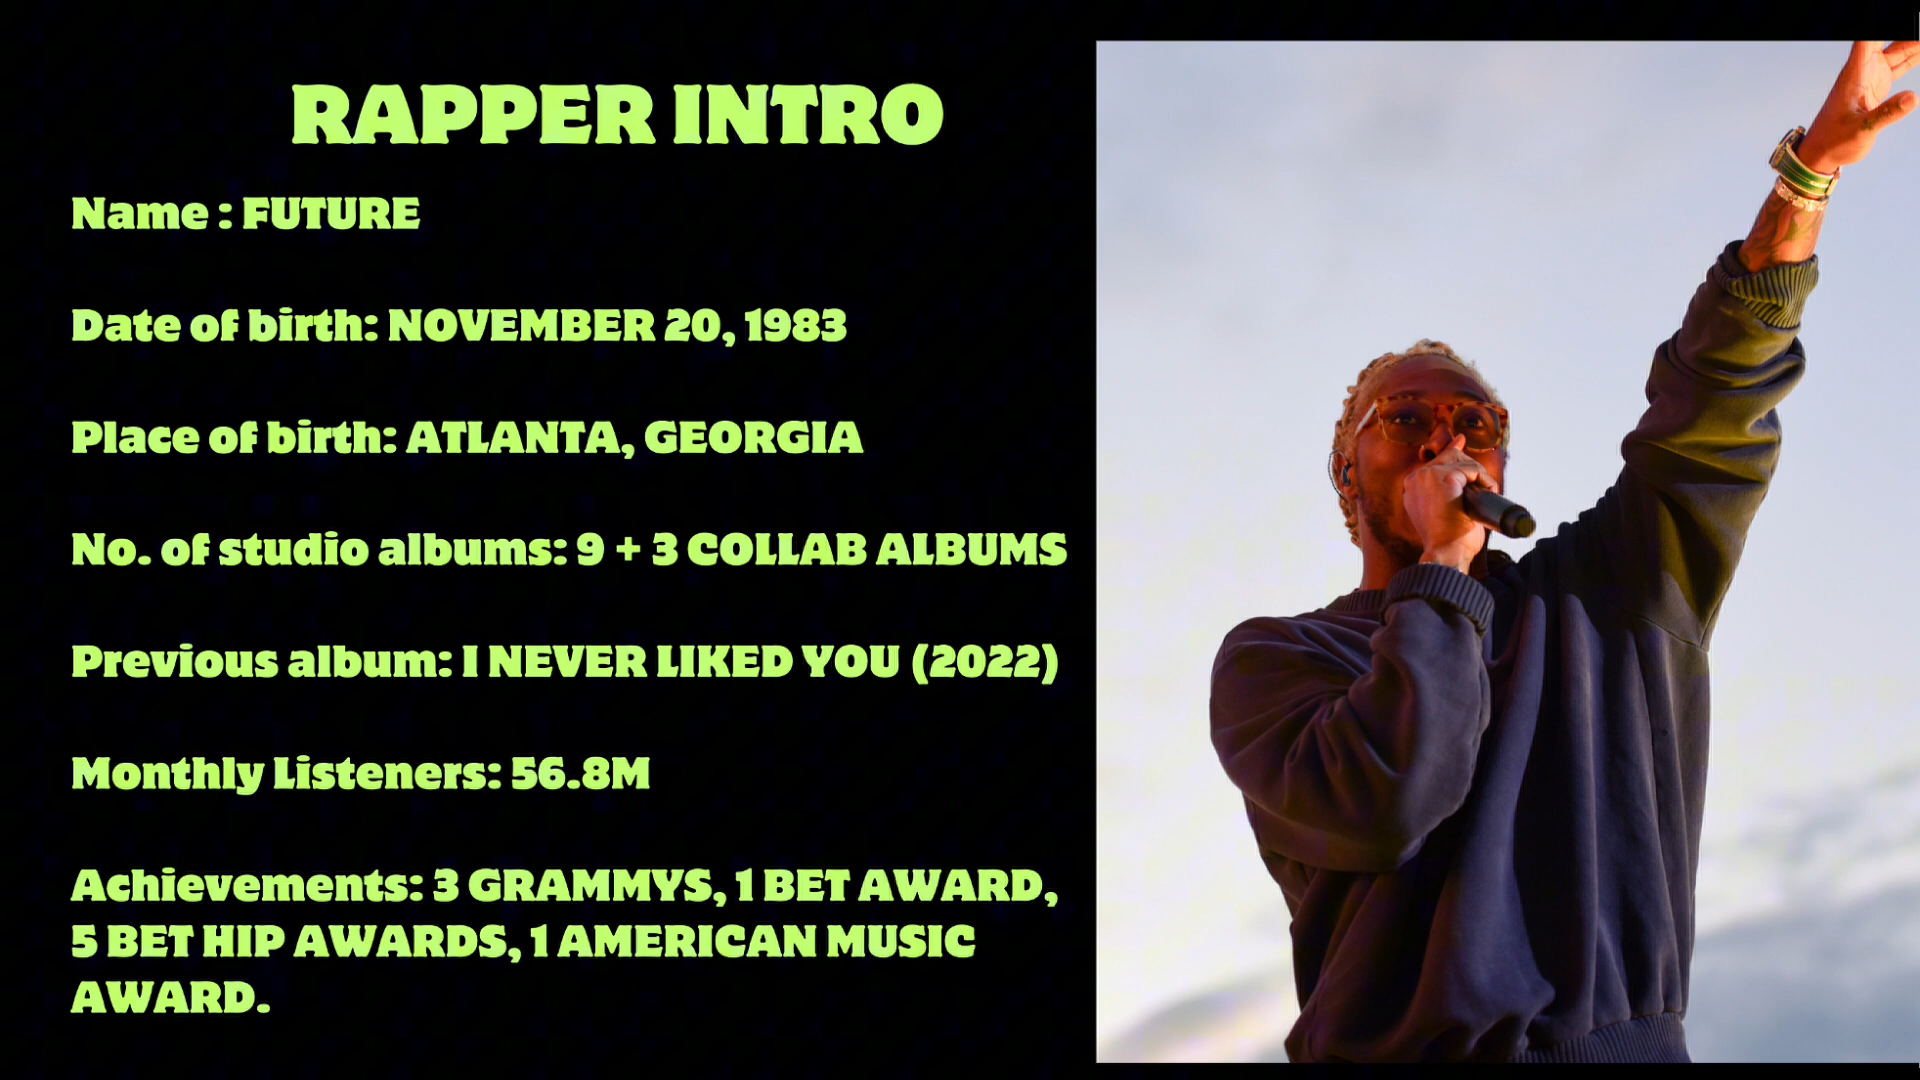 RAPPER INTRO
Name : FUTURE
Date of birth: NOVEMBER 20, 1983
Place of birth: ATLANTA, GEORGIA
No. of studio albums: 9 + 3 COLLAB ALBUMS
Previous album: I NEVER LIKED YOU (2022)
Monthly Listeners: 56.8M
Achievements: 3 GRAMMYS, 1 BET AWARD,
5 BET HIP AWARDS, 1 AMERICAN MUSIC
AWARD.